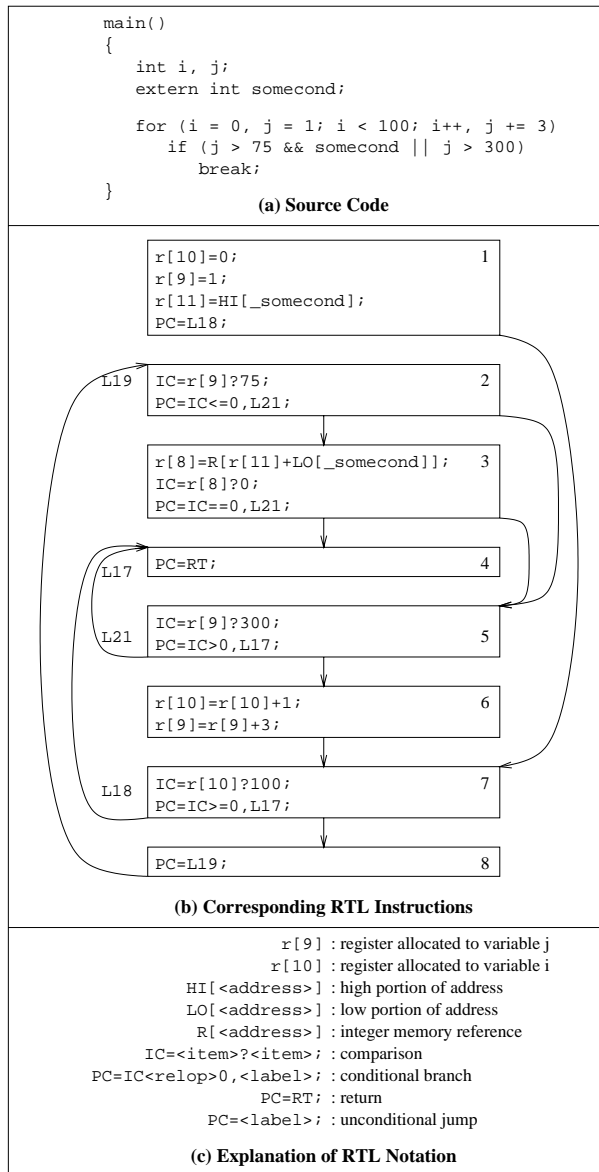 main()
{
int i, j;
extern int somecond;
for (i = 0, j = 1; i < 100; i++, j += 3)
if (j > 75 && somecond || j > 300)
break;
}
(a) Source Code
r[10]=0; 1
r[9]=1;
r[11]=HI[_somecond];
PC=L18;
L19 IC=r[9]?75; 2
PC=IC<=0,L21;
r[8]=R[r[11]+LO[_somecond]]; 3
IC=r[8]?0;
PC=IC==0,L21;
L17 PC=RT; 4
IC=r[9]?300;
L21 PC=IC>0,L17; 5
r[10]=r[10]+1; 6
r[9]=r[9]+3;
L18 IC=r[10]?100; 7
PC=IC>=0,L17;
PC=L19; 8
(b) Corresponding RTL Instructions
r[9] : register allocated to variable j
r[10] : register allocated to variable i
HI[<address>] : high portion of address
LO[<address>] : low portion of address
R[<address>] : integer memory reference
IC=<item>?<item>; : comparison
PC=IC<relop>0,<label>; : conditional branch
PC=RT; : return
PC=<label>; : unconditional jump
(c) Explanation of RTL Notation